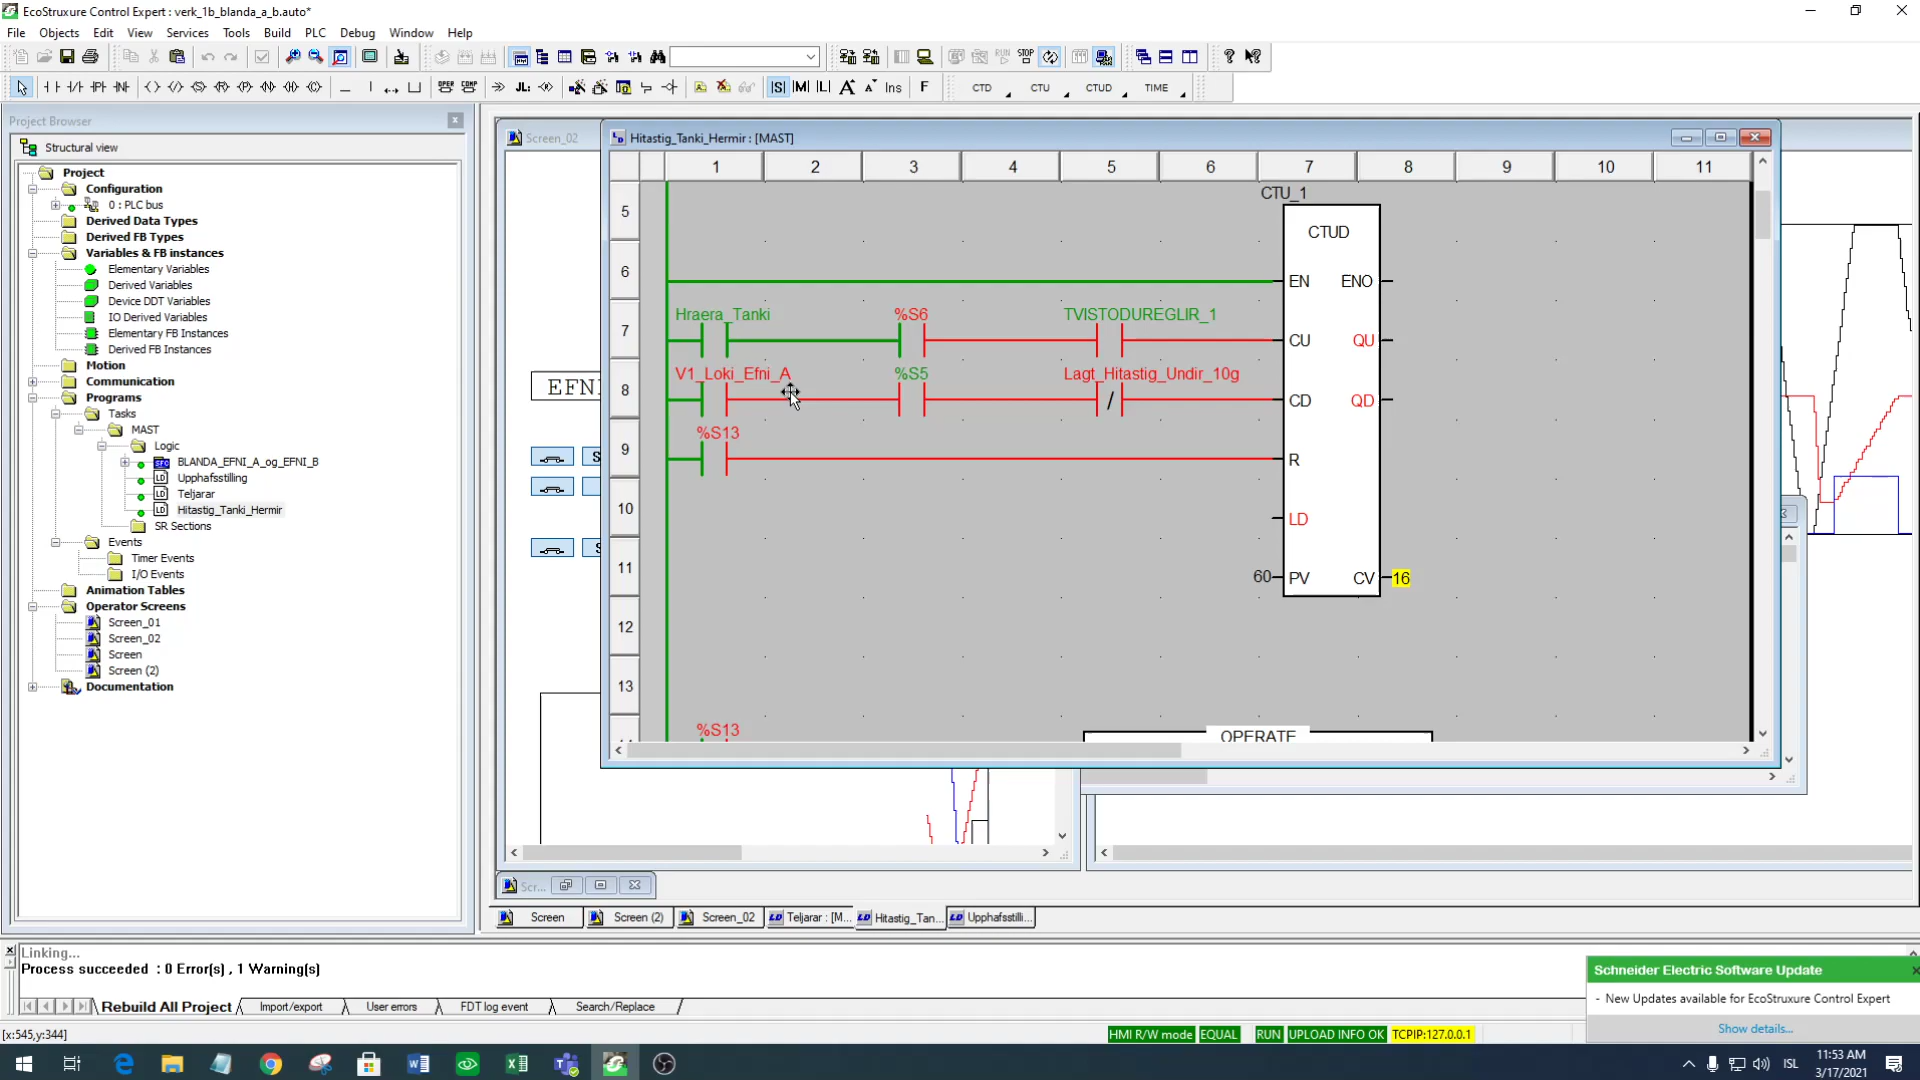 EcoStruxure Control Expert : verk_1b_blanda_a_b.auto*
File Objects Edit View Services Tools Build PLC Debug Window Help
CTD CTU CTUD TIME
Ins F
Project Browser
Structural view
Project
Configuration
0 : PLC bus
Derived Data Types
Derived FB Types
Variables & FB instances
Elementary Variables
Derived Variables
Device DDT Variables
IO Derived Variables
Elementary FB Instances
Derived FB Instances
Motion
Communication
Programs
Tasks
MAST
Logic
BLANDA_EFNI_A_og_EFNI_B
Upphafsstilling
Teljarar
Hitastig_Tanki_Hermir
SR Sections
Events
Timer Events
I/O Events
Animation Tables
Operator Screens
Screen_01
Screen_02
Screen
Screen (2)
Documentation
Screen_02
EFNI
Hitastig_Tanki_Hermir : [MAST]
1 2 3 4 5 6 7 8 9 10 11
5
CTU_1
CTUD
6
EN ENO
Hraera_Tanki %S6 TVISTODUREGLIR_1
7
CU QU
V1_Loki_Efni_A %S5 Lagt_Hitastig_Undir_10g
8
/
CD QD
%S13
9
R
10
LD
11
60 PV CV 16
12
13
%S13
OPERATE
Scr...
Screen Screen (2) Screen_02 Teljarar : [M... Hitastig_Tan... Upphafsstilli...
Linking...
Process succeeded : 0 Error(s) , 1 Warning(s)
Rebuild All Project Import/export User errors FDT log event Search/Replace
Schneider Electric Software Update
- New Updates available for EcoStruxure Control Expert
Show details...
[x:545,y:344]
HMI R/W mode EQUAL RUN UPLOAD INFO OK TCPIP:127.0.0.1
ISL
11:53 AM
3/17/2021